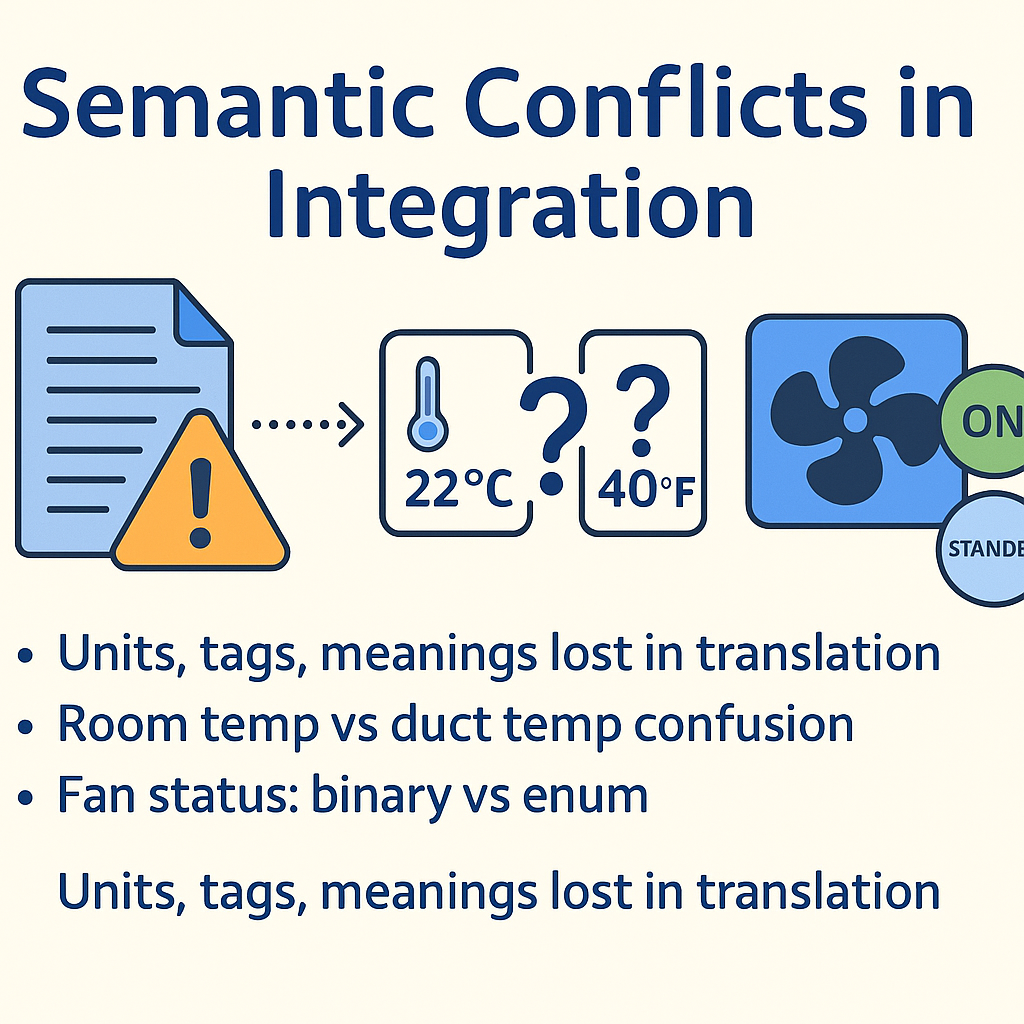 Semantic Conflicts in
Integration
!
22°C
?
?
40°F
ON
STANDB
• Units, tags, meanings lost in translation
• Room temp vs duct temp confusion
• Fan status: binary vs enum
Units, tags, meanings lost in translation